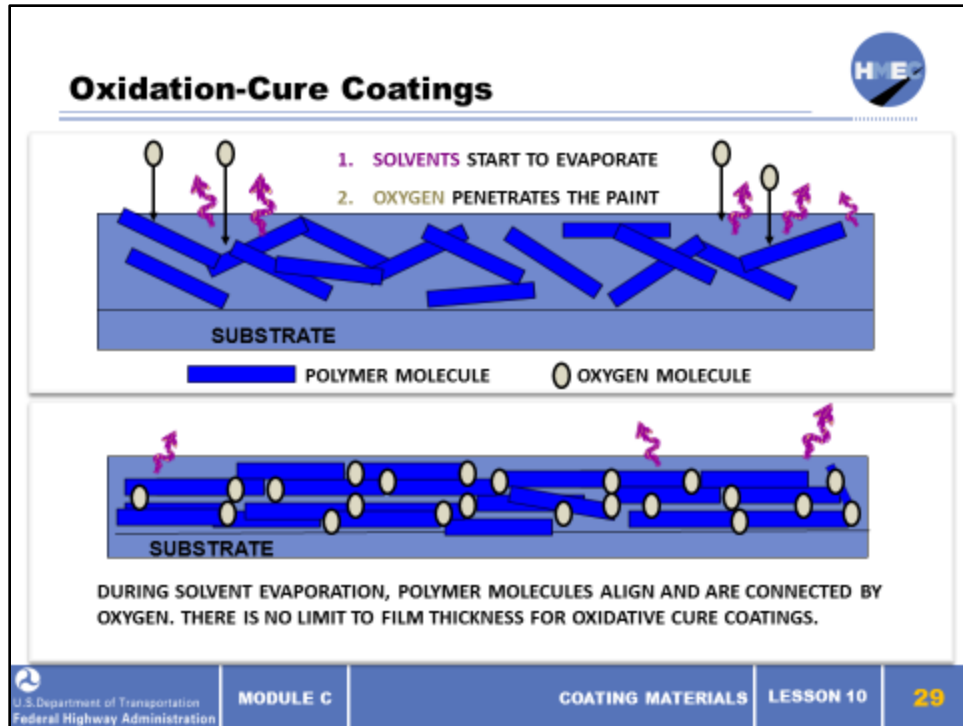 Oxidation-Cure Coatings
HMEC
1. SOLVENTS START TO EVAPORATE
2. OXYGEN PENETRATES THE PAINT
SUBSTRATE
POLYMER MOLECULE
OXYGEN MOLECULE
SUBSTRATE
DURING SOLVENT EVAPORATION, POLYMER MOLECULES ALIGN AND ARE CONNECTED BY
OXYGEN. THERE IS NO LIMIT TO FILM THICKNESS FOR OXIDATIVE CURE COATINGS.
U.S.Department of Transportation
Federal Highway Administration
MODULE C
COATING MATERIALS
LESSON 10
29